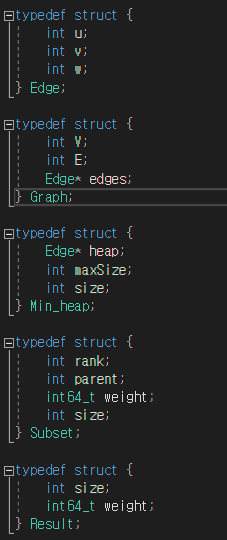 typedef struct {
int u;
int v;
int w;
} Edge;
typedef struct {
int V;
int E;
Edge* edges;
} Graph;
typedef struct {
Edge* heap;
int maxSize;
int size;
} Min_heap;
typedef struct {
int rank;
int parent;
int64_t weight;
int size;
} Subset;
typedef struct {
int size;
int64_t weight;
} Result;